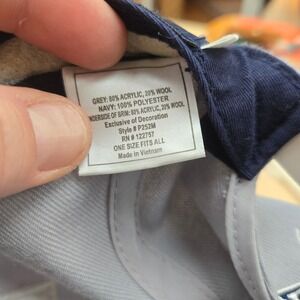 GREY: 80% ACRYLIC, 20% WOOL
NAVY: 100% POLYESTER
UNDERSIDE OF BRIM: 80% ACRYLIC, 20% WOOL
Exclusive of Decoration
Style # P252M
RN # 122757
ONE SIZE FITS ALL
Made in Vietnam